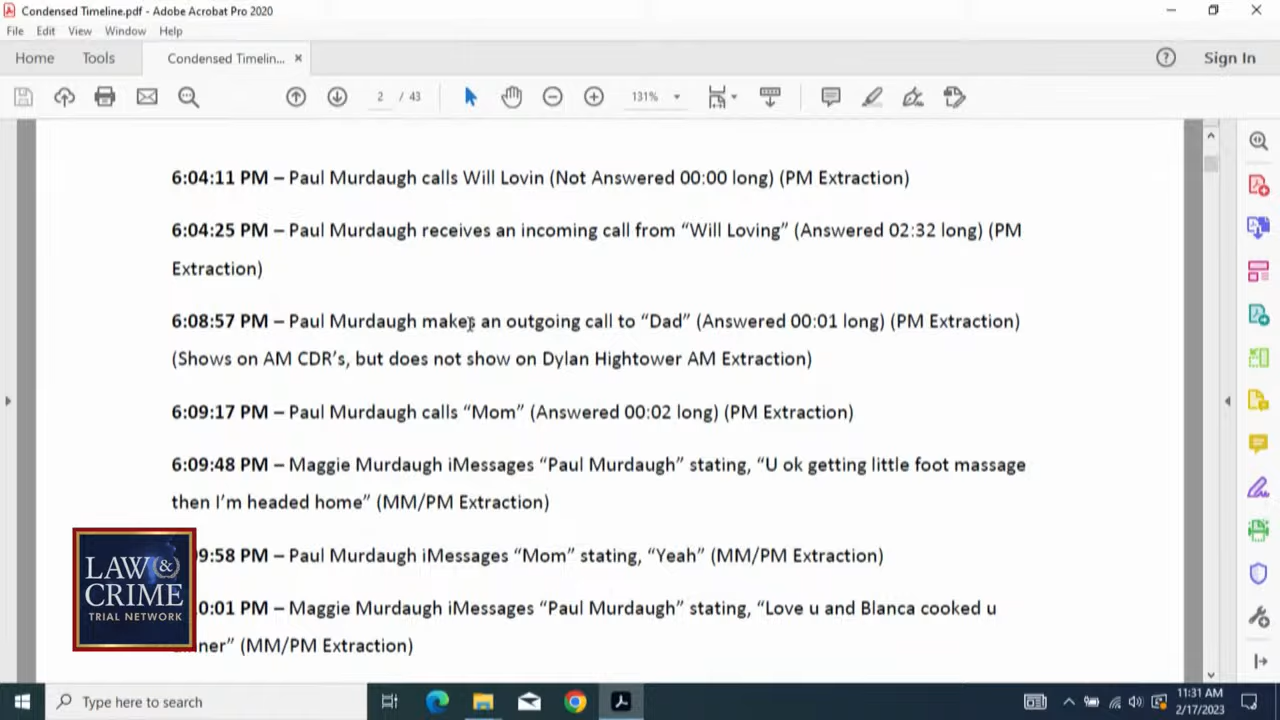 Condensed Timeline.pdf - Adobe Acrobat Pro 2020
File Edit View Window Help
Home Tools Condensed Timelin... × Sign In
2 / 43 131%
6:04:11 PM – Paul Murdaugh calls Will Lovin (Not Answered 00:00 long) (PM Extraction)
6:04:25 PM – Paul Murdaugh receives an incoming call from “Will Loving” (Answered 02:32 long) (PM
Extraction)
6:08:57 PM – Paul Murdaugh makes an outgoing call to “Dad” (Answered 00:01 long) (PM Extraction)
(Shows on AM CDR’s, but does not show on Dylan Hightower AM Extraction)
6:09:17 PM – Paul Murdaugh calls “Mom” (Answered 00:02 long) (PM Extraction)
6:09:48 PM – Maggie Murdaugh iMessages “Paul Murdaugh” stating, “U ok getting little foot massage
then I’m headed home” (MM/PM Extraction)
9:58 PM – Paul Murdaugh iMessages “Mom” stating, “Yeah” (MM/PM Extraction)
0:01 PM – Maggie Murdaugh iMessages “Paul Murdaugh” stating, “Love u and Blanca cooked u
inner” (MM/PM Extraction)
LAW &
CRIME
TRIAL NETWORK
Type here to search
11:31 AM
2/17/2023